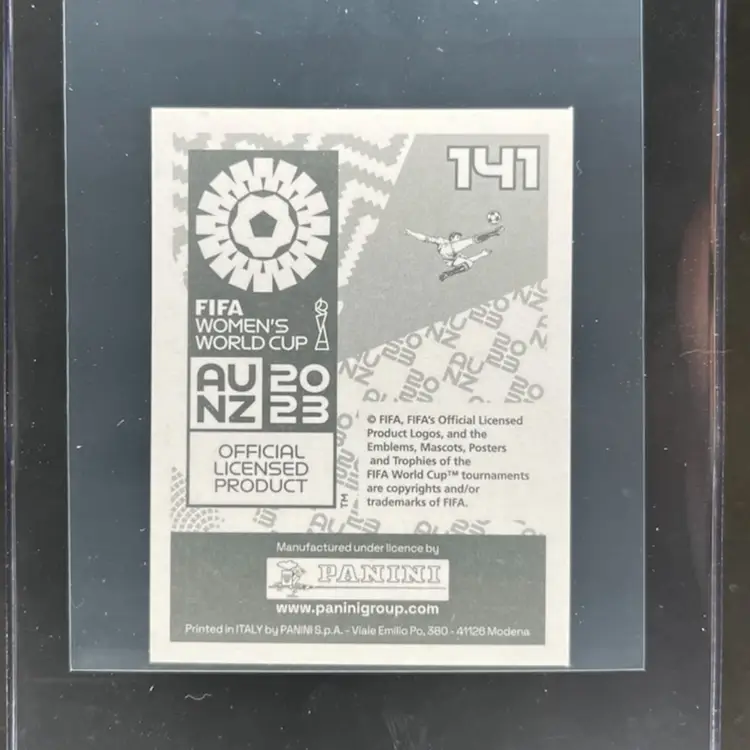 141
FIFA
WOMEN'S
WORLD CUP
AU 20
NZ 23
OFFICIAL
LICENSED
PRODUCT
TM
© FIFA, FIFA's Official Licensed
Product Logos, and the
Emblems, Mascots, Posters
and Trophies of the
FIFA World Cup™ tournaments
are copyrights and/or
trademarks of FIFA.
Manufactured under licence by
PANINI
www.paninigroup.com
Printed in ITALY by PANINI S.p.A. - Viale Emilio Po, 380 - 41126 Modena